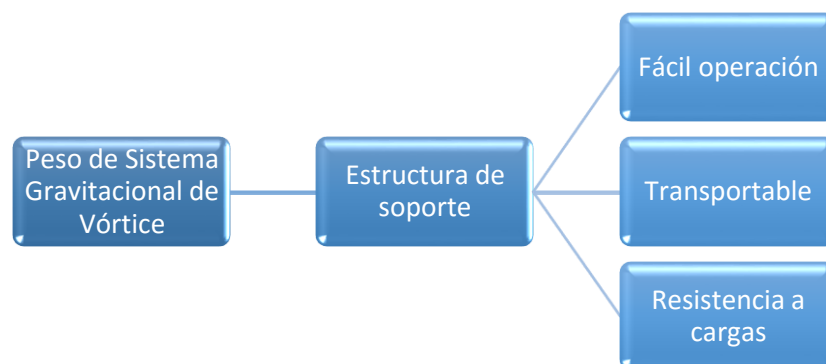 Peso de Sistema
Gravitacional de
Vórtice
Estructura de
soporte
Fácil operación
Transportable
Resistencia a
cargas